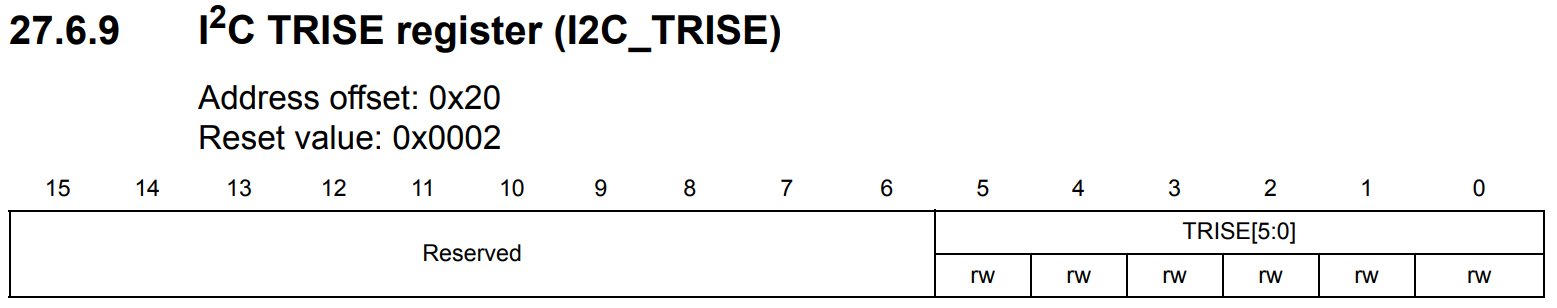 27.6.9 I2C TRISE register (I2C_TRISE)
Address offset: 0x20
Reset value: 0x0002
15 14 13 12 11 10 9 8 7 6 5 4 3 2 1 0
Reserved TRISE[5:0]
rw rw rw rw rw rw